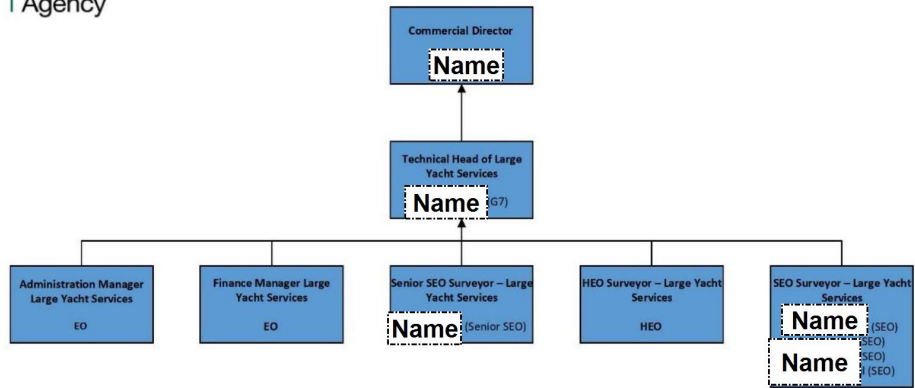 Agency
Commercial Director
Name
Technical Head of Large
Yacht Services
Name G7)
Administration Manager
Large Yacht Services
EO
Finance Manager Large
Yacht Services
EO
Senior SEO Surveyor – Large
Yacht Services
Name (Senior SEO)
HEO Surveyor – Large Yacht
Services
HEO
SEO Surveyor – Large Yacht
Services
Name (SEO)
SEO)
Name SEO)
(SEO)